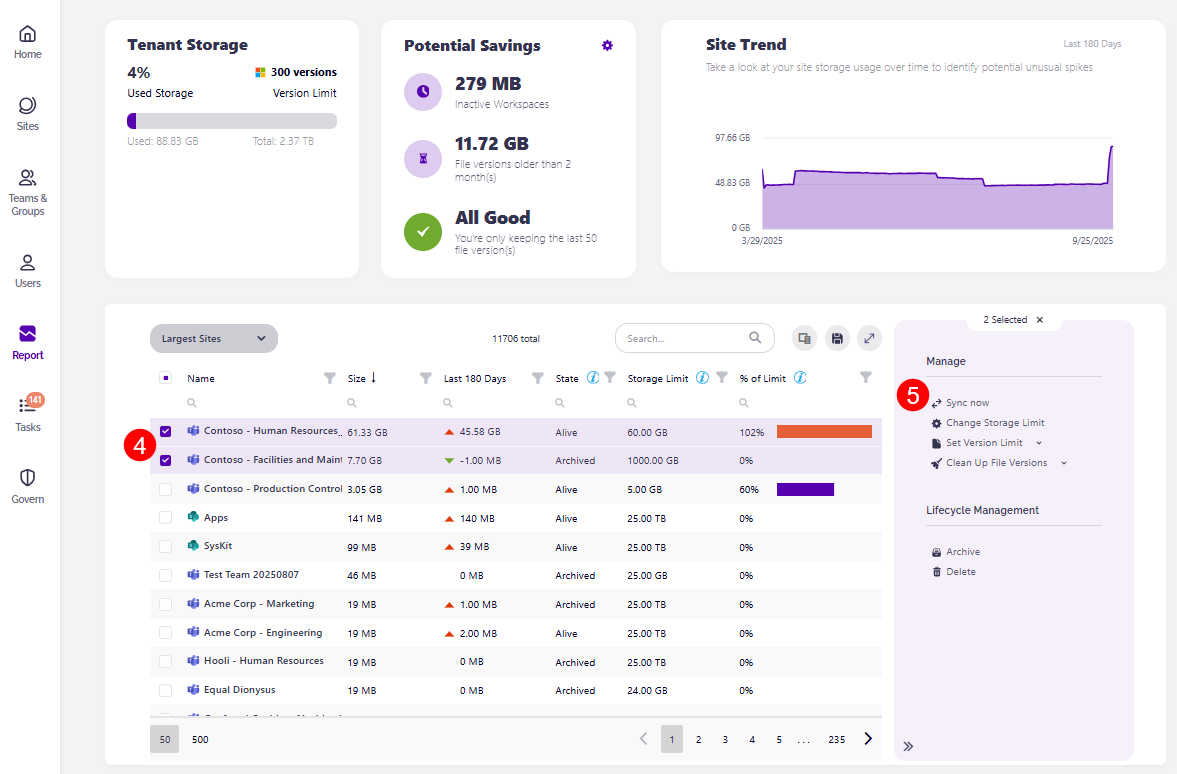 Home
Sites
Teams &
Groups
Users
Report
141
Tasks
Govern
Tenant Storage
4%
300 versions
Used Storage
Version Limit
Used: 88.83 GB
Total: 2.37 TB
Potential Savings
279 MB
Inactive Workspaces
11.72 GB
File versions older than 2
month(s)
All Good
You're only keeping the last 50
file version(s)
Site Trend
Last 180 Days
Take a look at your site storage usage over time to identify potential unusual spikes
97.66 GB
48.83 GB
0 GB
3/29/2025
9/25/2025
Largest Sites
11706 total
Search...
Name Size ↓ Last 180 Days State Storage Limit % of Limit
4
Contoso - Human Resources... 61.33 GB 45.58 GB Alive 60.00 GB 102%
Contoso - Facilities and Maint 7.70 GB -1.00 MB Archived 1000.00 GB 0%
Contoso - Production Control 3.05 GB 1.00 MB Alive 5.00 GB 60%
Apps 141 MB 140 MB Alive 25.00 TB 0%
SysKit 99 MB 39 MB Alive 25.00 TB 0%
Test Team 20250807 46 MB 0 MB Archived 25.00 GB 0%
Acme Corp - Marketing 19 MB 1.00 MB Archived 25.00 TB 0%
Acme Corp - Engineering 19 MB 2.00 MB Alive 25.00 TB 0%
Hooli - Human Resources 19 MB 0 MB Archived 25.00 TB 0%
Equal Dionysus 19 MB 0 MB Archived 24.00 GB 0%
50 500
1 2 3 4 5 ... 235
2 Selected ×
Manage
5
Sync now
Change Storage Limit
Set Version Limit
Clean Up File Versions
Lifecycle Management
Archive
Delete